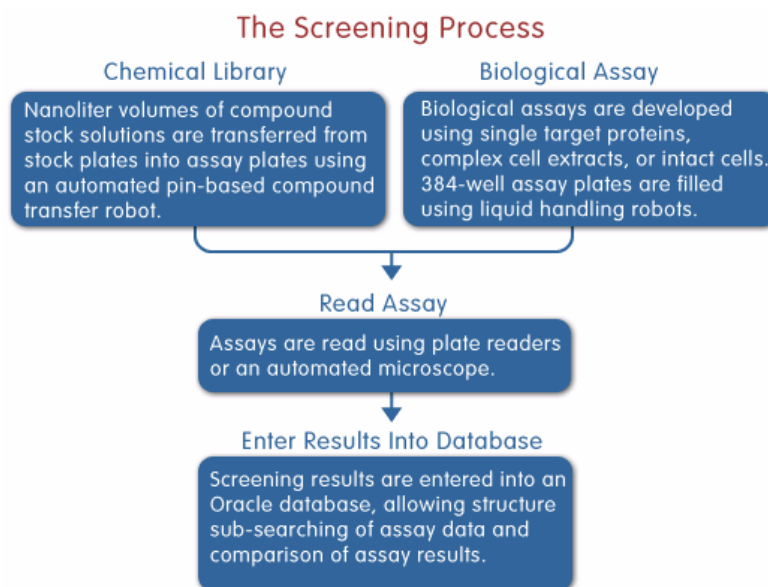 The Screening Process
Chemical Library
Nanoliter volumes of compound
stock solutions are transferred from
stock plates into assay plates using
an automated pin-based compound
transfer robot.
Biological Assay
Biological assays are developed
using single target proteins,
complex cell extracts, or intact cells.
384-well assay plates are filled
using liquid handling robots.
Read Assay
Assays are read using plate readers
or an automated microscope.
Enter Results Into Database
Screening results are entered into an
Oracle database, allowing structure
sub-searching of assay data and
comparison of assay results.